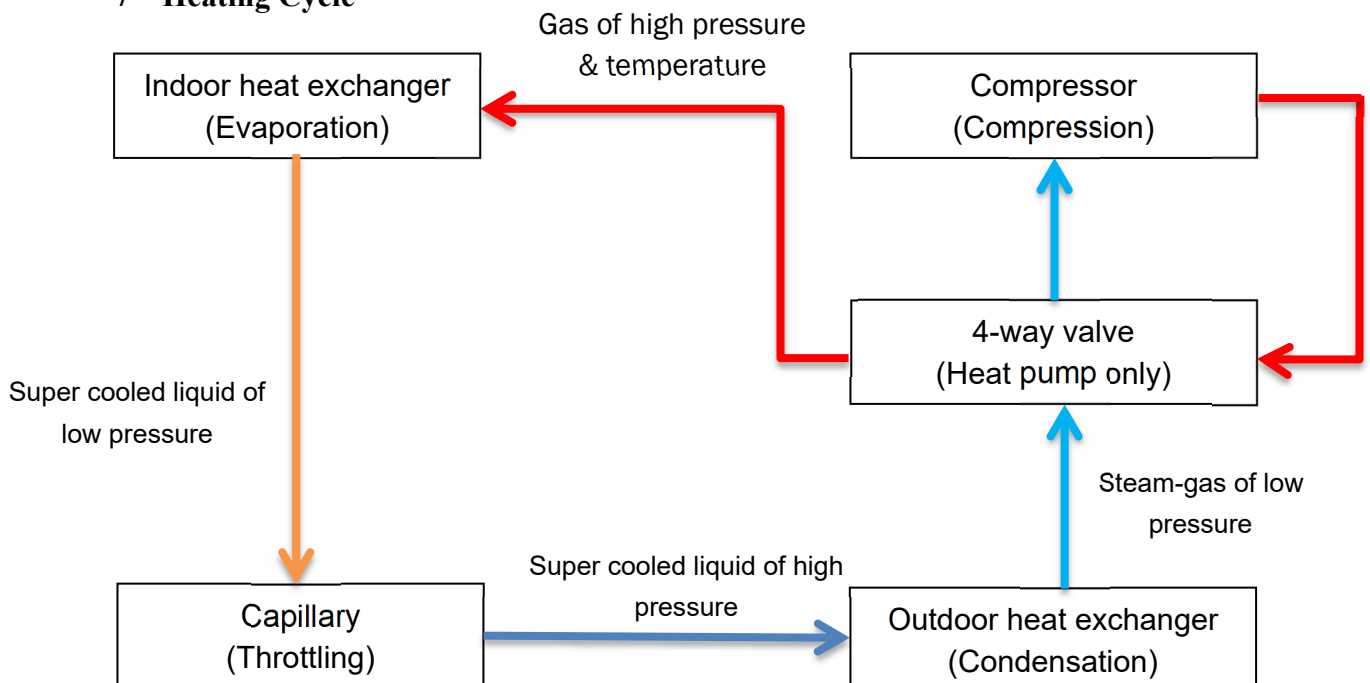 Heating Cycle
Gas of high pressure
& temperature
Indoor heat exchanger
(Evaporation)
Compressor
(Compression)
4-way valve
(Heat pump only)
Super cooled liquid of
low pressure
Steam-gas of low
pressure
Super cooled liquid of high
pressure
Capillary
(Throttling)
Outdoor heat exchanger
(Condensation)